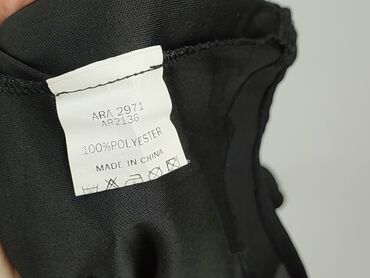 ARA 2971
AR2136
100%POLYESTER
MADE IN CHINA